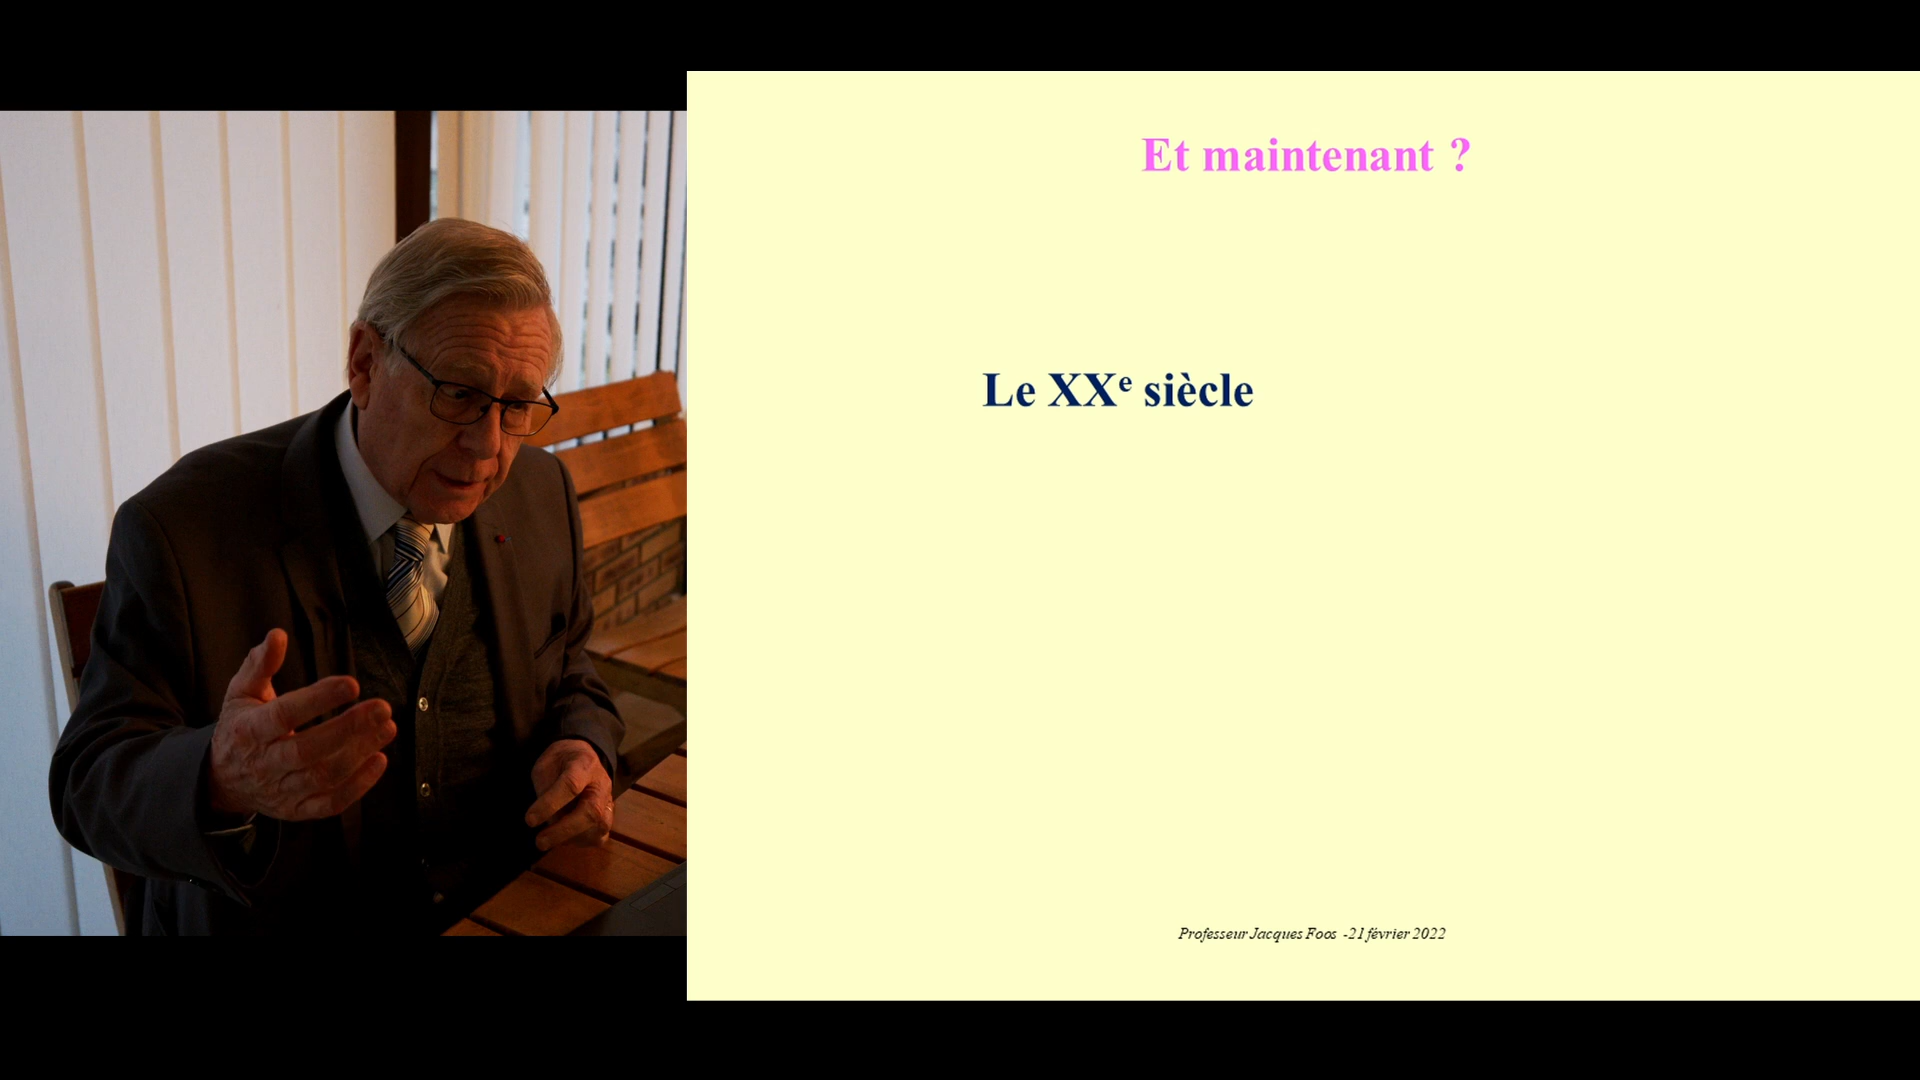 Et maintenant ?
Le XXᵉ siècle
Professeur Jacques Foos -21 février 2022